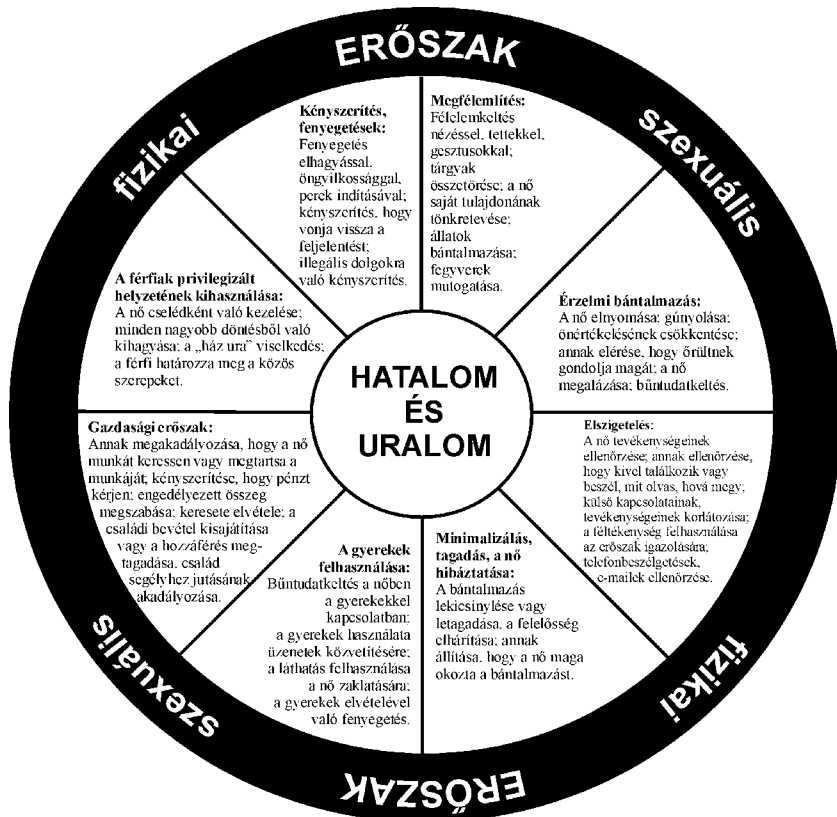 ERŐSZAK
fizikai
szexuális
Kényszerítés,
fenyegetések:
Fenyegetés
elhagyással,
öngyilkossággal,
perek indításával;
kényszerítés, hogy
vonja vissza a
feljelentést;
illegális dolgokra
való kényszerítés.
Megfélemlítés:
Félelemkeltés
nézéssel, tettekkel,
gesztusokkal;
tárgyak
összetörése; a nő
saját tulajdonának
tönkretevése;
állatok
bántalmazása;
fegyverek
mutogatása.
A férfiak privilegizált
helyzetének kihasználása:
A nő cselédként való kezelése;
minden nagyobb döntésből való
kihagyása; a „ház ura” viselkedés;
a férfi határozza meg a közös
szerepeket.
Érzelmi bántalmazás:
A nő elnyomása; gúnyolása;
önértékelésének csökkentése;
annak elérése, hogy őrültnek
gondolja magát; a nő
megalázása; bűntudatkeltés.
HATALOM
ÉS
URALOM
Gazdasági erőszak:
Annak megakadályozása, hogy a nő
munkát keressen vagy megtartsa a
munkáját; kényszerítése, hogy pénzt
kérjen; engedélyezett összeg
megszabása; keresete elvétele; a
családi bevétel kisajátítása
vagy a hozzáférés meg-
tagadása. család
segélyhez jutásának
akadályozása.
Elszigetelés:
A nő tevékenységeinek
ellenőrzése; annak ellenőrzése,
hogy kivel találkozik vagy
beszél, mit olvas, hová megy;
külső kapcsolatainak,
tevékenységeinek korlátozása;
a féltékenység felhasználása
az erőszak igazolására;
telefonbeszélgetések,
e-mailek ellenőrzése.
A gyerekek
felhasználása:
Bűntudatkeltés a nőben
a gyerekekkel
kapcsolatban;
a gyerekek használata
üzenetek közvetítésére;
a láthatás felhasználása
a nő zaklatására;
a gyerekek elvételével
való fenyegetés.
Minimalizálás,
tagadás, a nő
hibáztatása:
A bántalmazás
lekicsinylése vagy
letagadása. a felelősség
elhárítása; annak
állítása, hogy a nő maga
okozta a bántalmazást.
szexuális
fizikai
ERŐSZAK